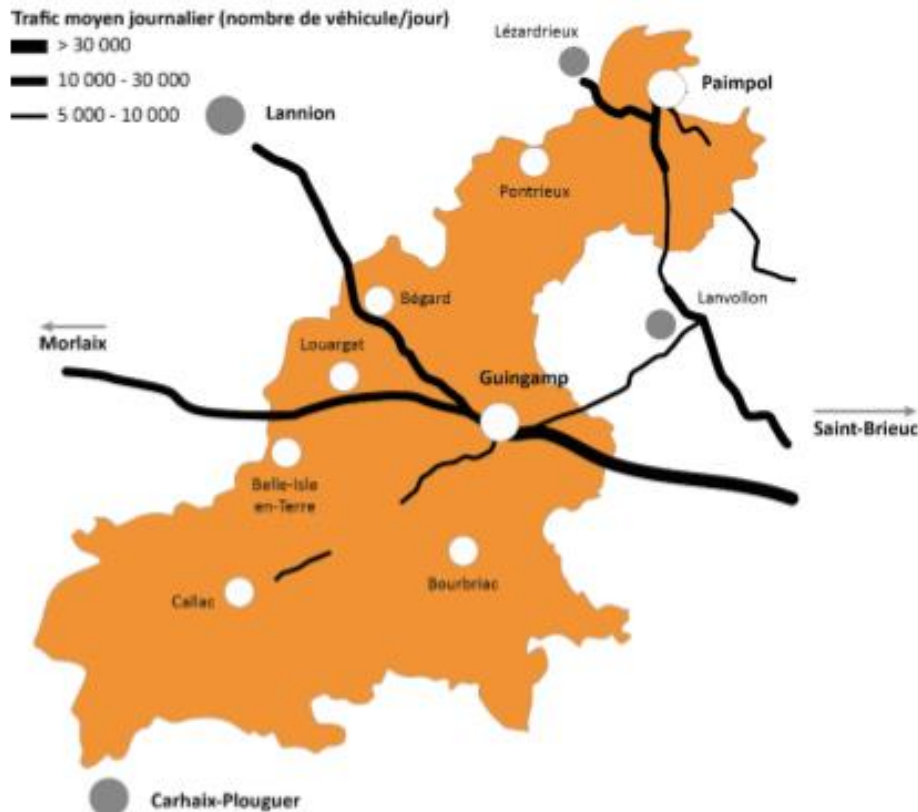 Trafic moyen journalier (nombre de véhicule/jour)
> 30 000
10 000 - 30 000
5 000 - 10 000
Lézardrieux
Paimpol
Lannion
Pontrieux
Bégard
Lanvollon
Morlaix
Louarget
Guingamp
Saint-Brieuc
Belle-Isle
en-Terre
Bourbriac
Callac
Carhaix-Plouguer